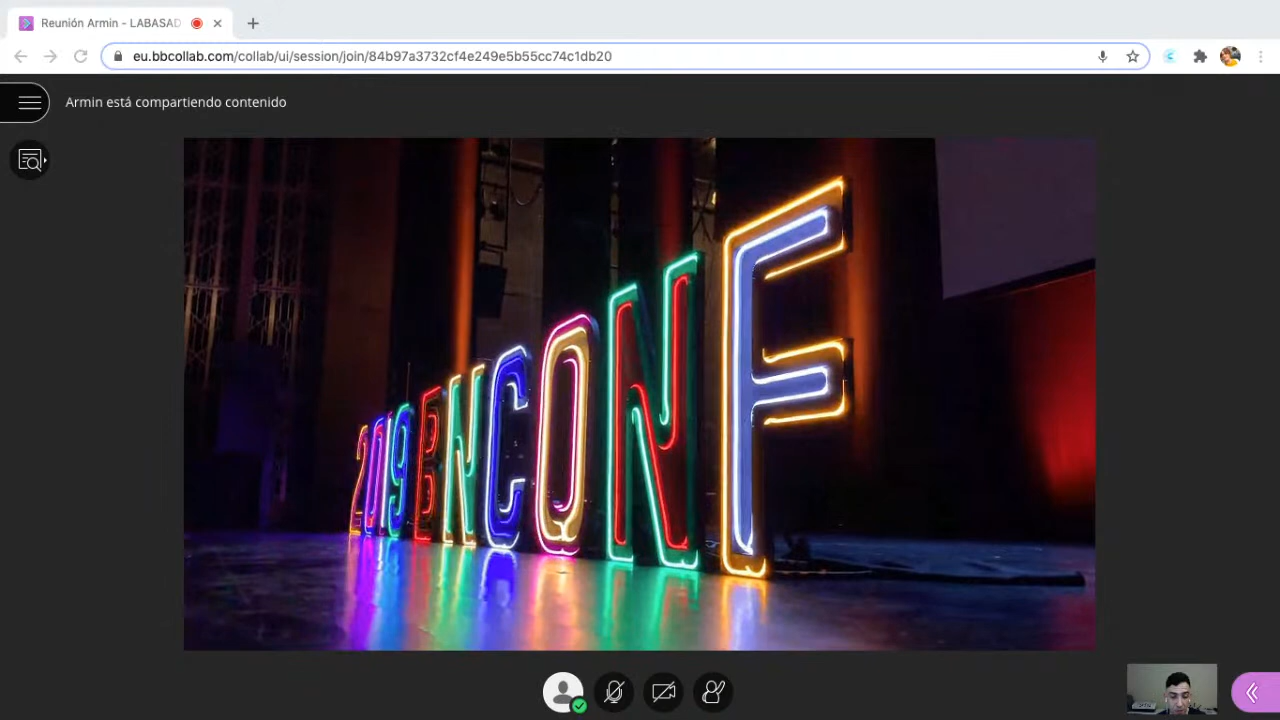 Reunión Armin - LABASAD
eu.bbcollab.com/collab/ui/session/join/84b97a3732cf4e249e5b55cc74c1db20
Armin está compartiendo contenido
2019BNCONF